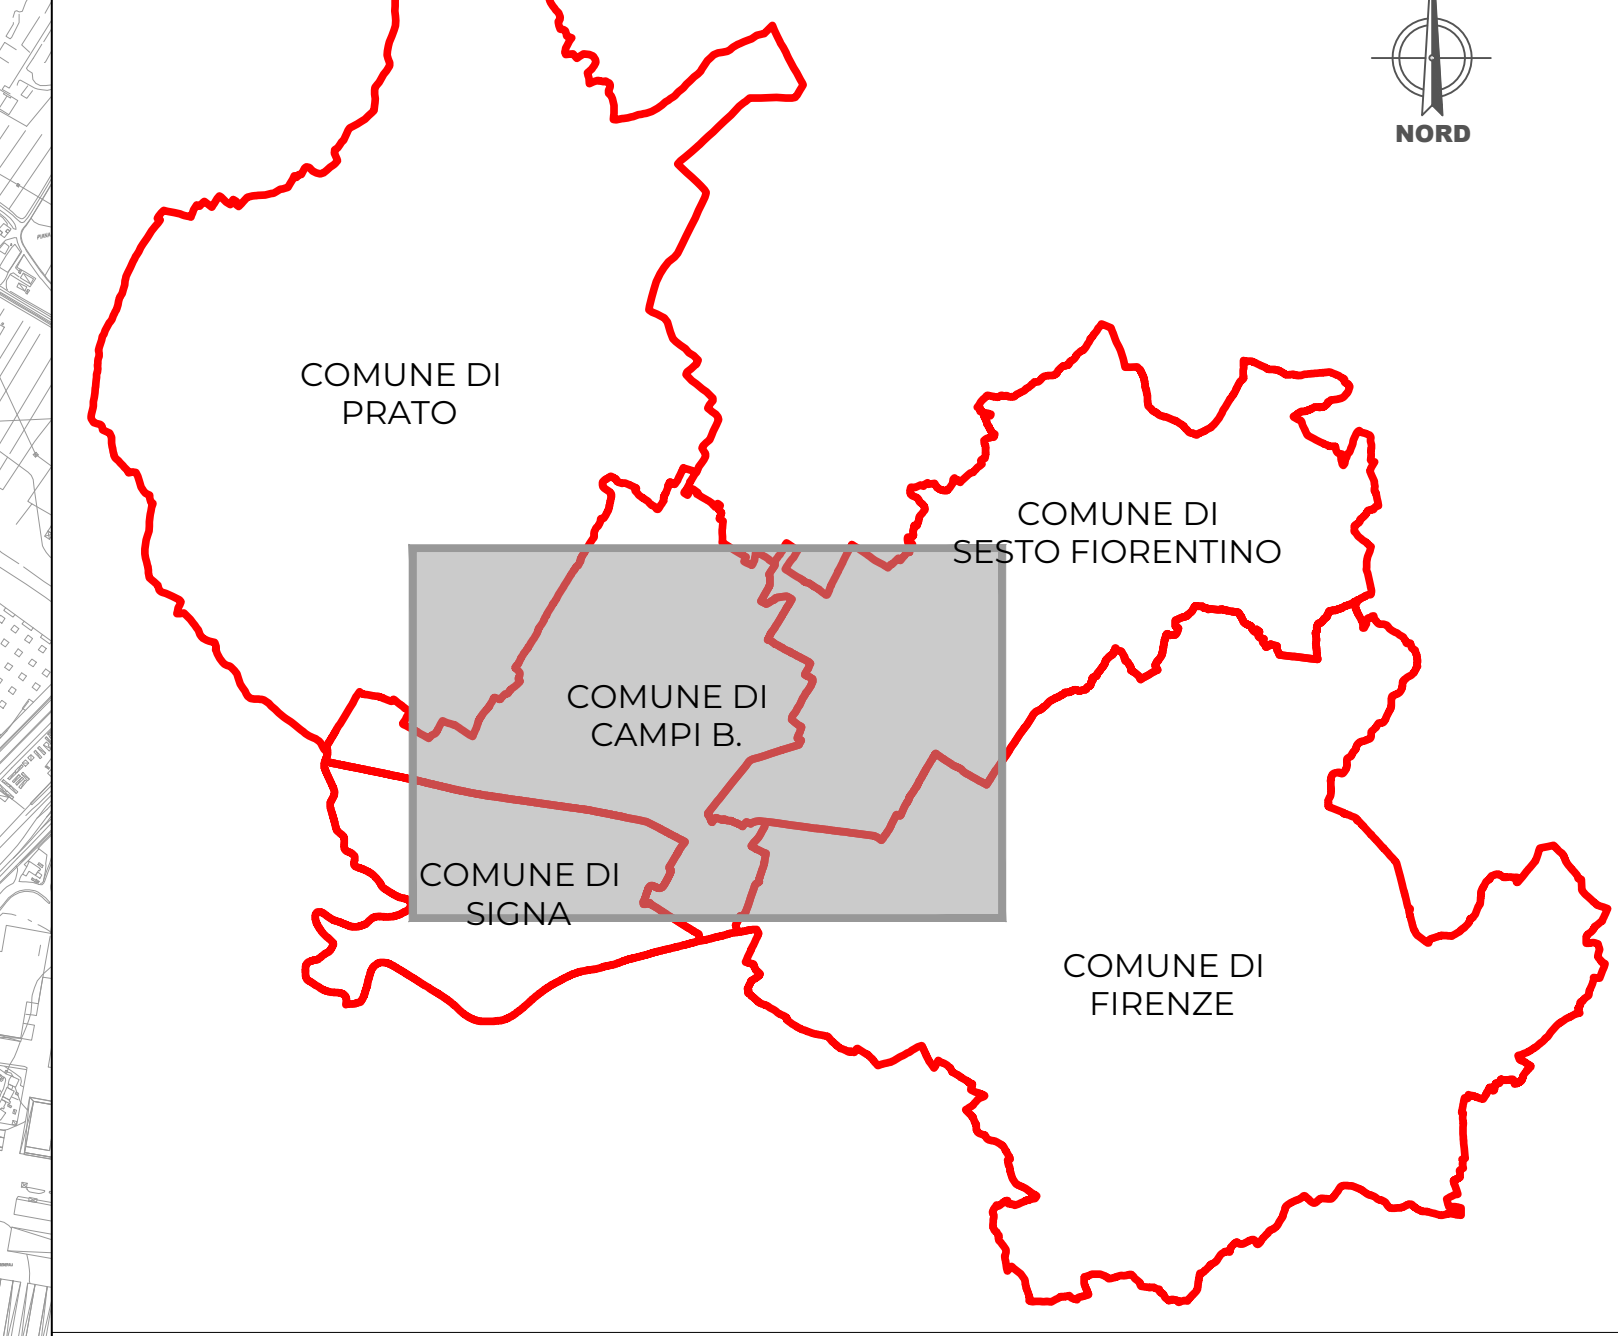 NORD
COMUNE DI
PRATO
COMUNE DI
SESTO FIORENTINO
COMUNE DI
CAMPI B.
COMUNE DI
SIGNA
COMUNE DI
FIRENZE